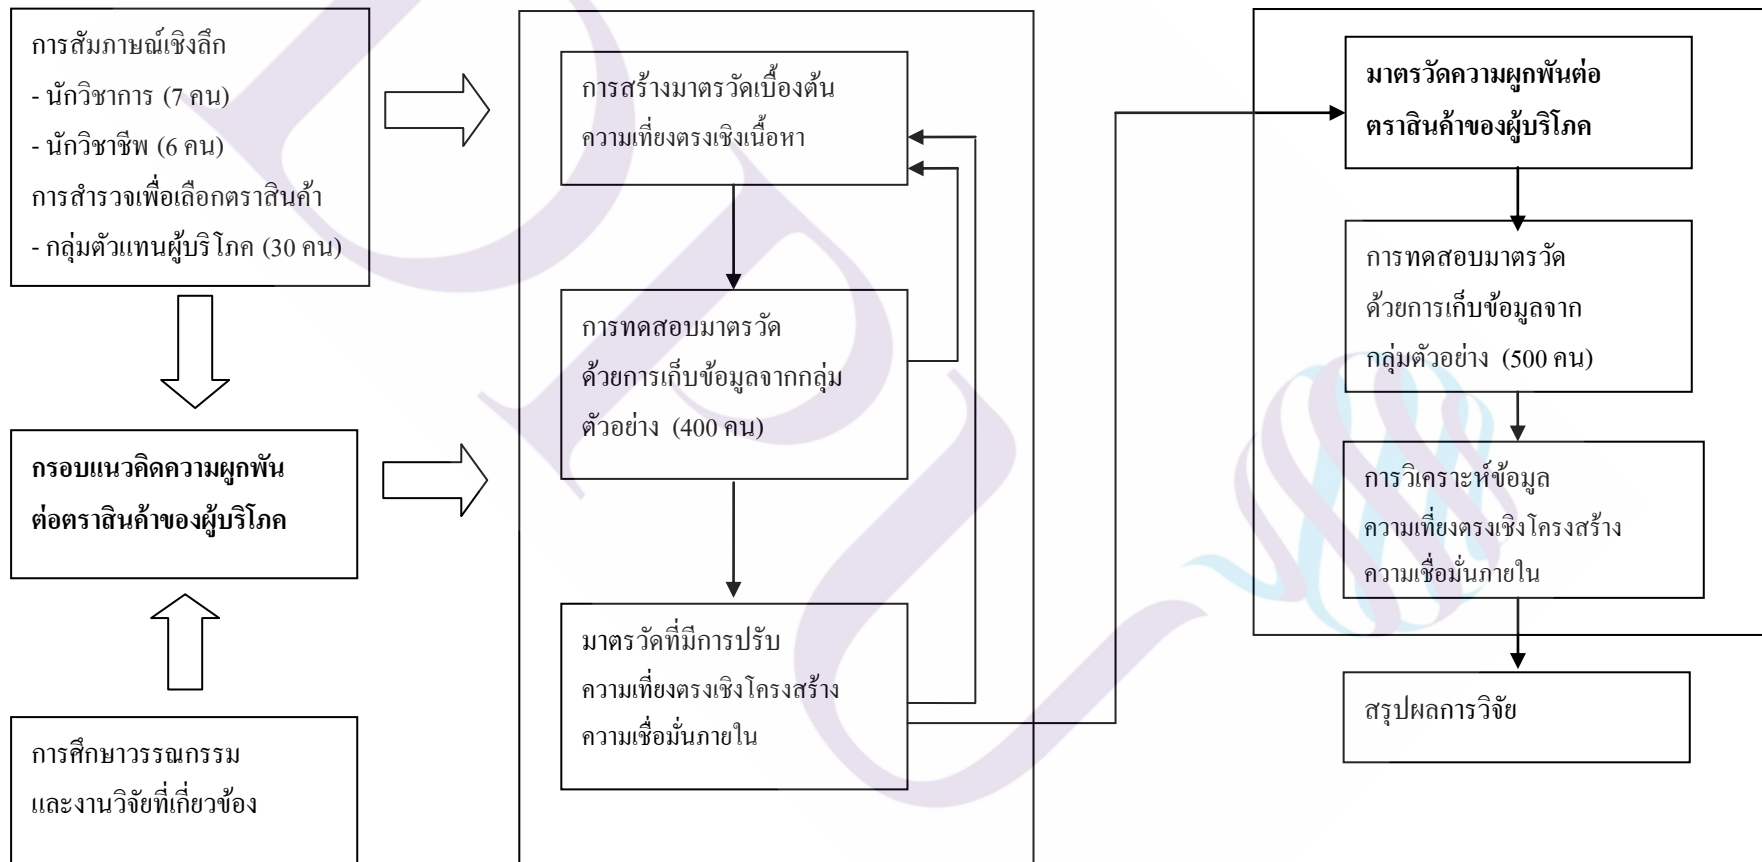 การสัมภาษณ์เชิงลึก
- นักวิชาการ (7 คน)
- นักวิชาชีพ (6 คน)
การสำรวจเพื่อเลือกตราสินค้า
- กลุ่มตัวแทนผู้บริโภค (30 คน)
กรอบแนวคิดความผูกพัน
ต่อตราสินค้าของผู้บริโภค
การศึกษาวรรณกรรม
และงานวิจัยที่เกี่ยวข้อง
การสร้างมาตรวัดเบื้องต้น
ความเที่ยงตรงเชิงเนื้อหา
การทดสอบมาตรวัด
ด้วยการเก็บข้อมูลจากกลุ่ม
ตัวอย่าง (400 คน)
มาตรวัดที่มีการปรับ
ความเที่ยงตรงเชิงโครงสร้าง
ความเชื่อมั่นภายใน
มาตรวัดความผูกพันต่อ
ตราสินค้าของผู้บริโภค
การทดสอบมาตรวัด
ด้วยการเก็บข้อมูลจาก
กลุ่มตัวอย่าง (500 คน)
การวิเคราะห์ข้อมูล
ความเที่ยงตรงเชิงโครงสร้าง
ความเชื่อมั่นภายใน
สรุปผลการวิจัย
DPU